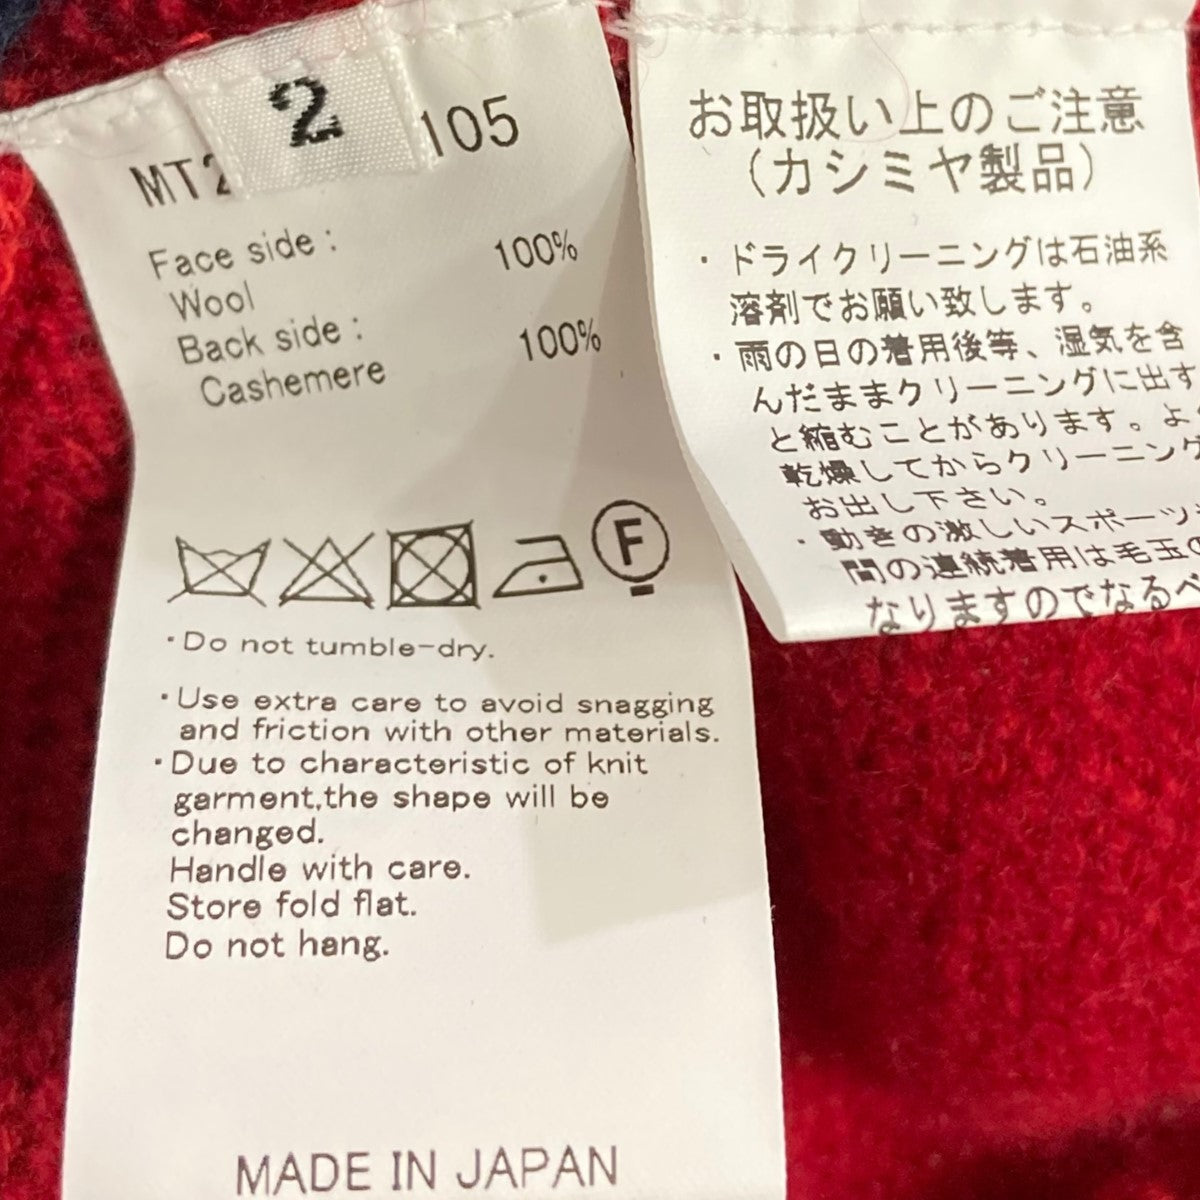 2
MT2 105
Face side : 100%
Wool
Back side : 100%
Cashemere
F
・Do not tumble-dry.
・Use extra care to avoid snagging
and friction with other materials.
・Due to characteristic of knit
garment,the shape will be
changed.
Handle with care.
Store fold flat.
Do not hang.
MADE IN JAPAN
お取扱い上のご注意
(カシミヤ製品)
・ドライクリーニングは石油系
溶剤でお願い致します。
・雨の日の着用後等、湿気を含
んだままクリーニングに出す
と縮むことがあります。よ
乾燥してからクリーニング
お出し下さい。
・動きの激しいスポーツ
間の連続着用は毛玉の
なりますのでなるべ